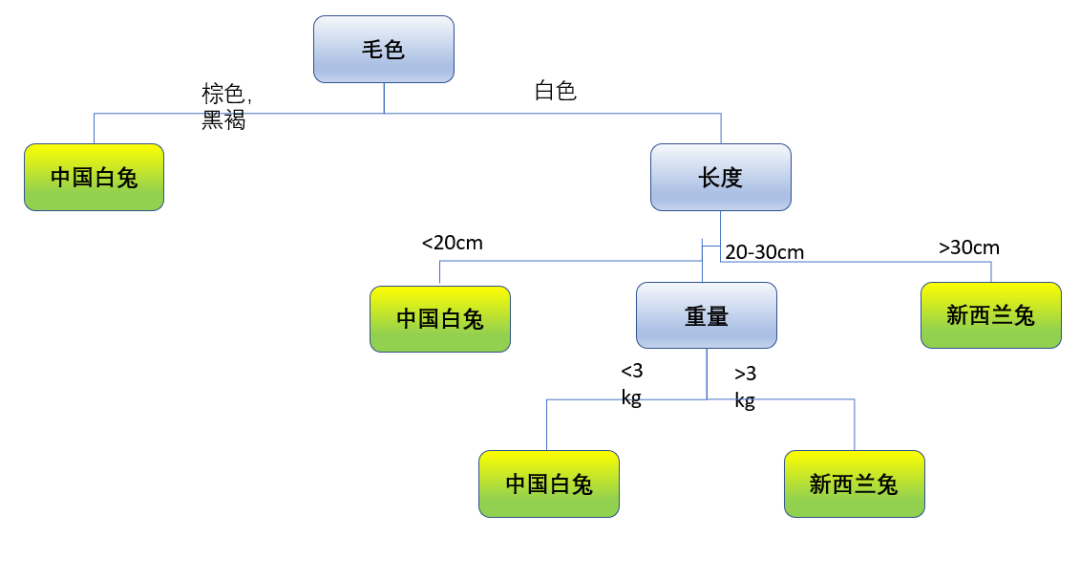 毛色
棕色,
黑褐
白色
中国白兔
长度
<20cm
20-30cm
>30cm
中国白兔
重量
新西兰兔
<3
kg
>3
kg
中国白兔
新西兰兔